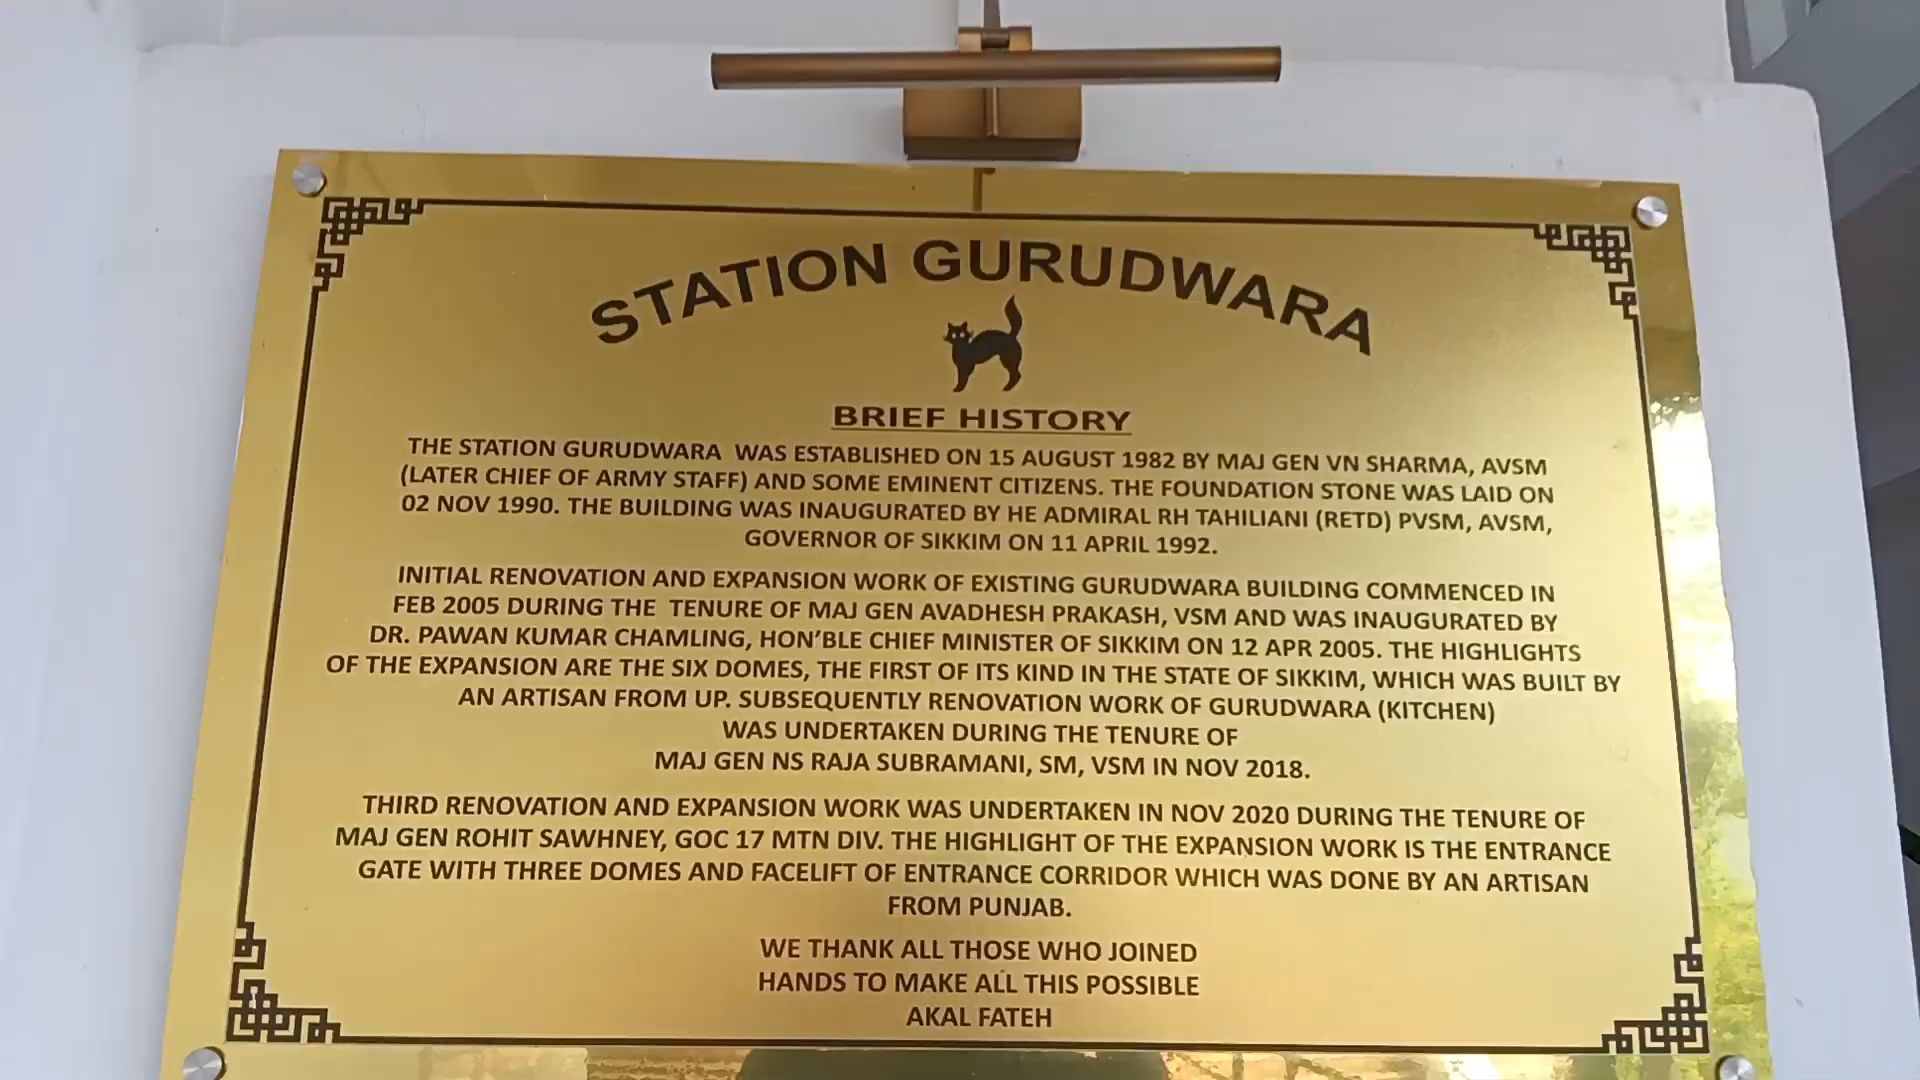 STATION GURUDWARA
BRIEF HISTORY
THE STATION GURUDWARA WAS ESTABLISHED ON 15 AUGUST 1982 BY MAJ GEN VN SHARMA, AVSM
(LATER CHIEF OF ARMY STAFF) AND SOME EMINENT CITIZENS. THE FOUNDATION STONE WAS LAID ON
02 NOV 1990. THE BUILDING WAS INAUGURATED BY HE ADMIRAL RH TAHILIANI (RETD) PVSM, AVSM,
GOVERNOR OF SIKKIM ON 11 APRIL 1992.
INITIAL RENOVATION AND EXPANSION WORK OF EXISTING GURUDWARA BUILDING COMMENCED IN
FEB 2005 DURING THE TENURE OF MAJ GEN AVADHESH PRAKASH, VSM AND WAS INAUGURATED BY
DR. PAWAN KUMAR CHAMLING, HON'BLE CHIEF MINISTER OF SIKKIM ON 12 APR 2005. THE HIGHLIGHTS
OF THE EXPANSION ARE THE SIX DOMES, THE FIRST OF ITS KIND IN THE STATE OF SIKKIM, WHICH WAS BUILT BY
AN ARTISAN FROM UP. SUBSEQUENTLY RENOVATION WORK OF GURUDWARA (KITCHEN)
WAS UNDERTAKEN DURING THE TENURE OF
MAJ GEN NS RAJA SUBRAMANI, SM, VSM IN NOV 2018.
THIRD RENOVATION AND EXPANSION WORK WAS UNDERTAKEN IN NOV 2020 DURING THE TENURE OF
MAJ GEN ROHIT SAWHNEY, GOC 17 MTN DIV. THE HIGHLIGHT OF THE EXPANSION WORK IS THE ENTRANCE
GATE WITH THREE DOMES AND FACELIFT OF ENTRANCE CORRIDOR WHICH WAS DONE BY AN ARTISAN
FROM PUNJAB.
WE THANK ALL THOSE WHO JOINED
HANDS TO MAKE ALL THIS POSSIBLE
AKAL FATEH